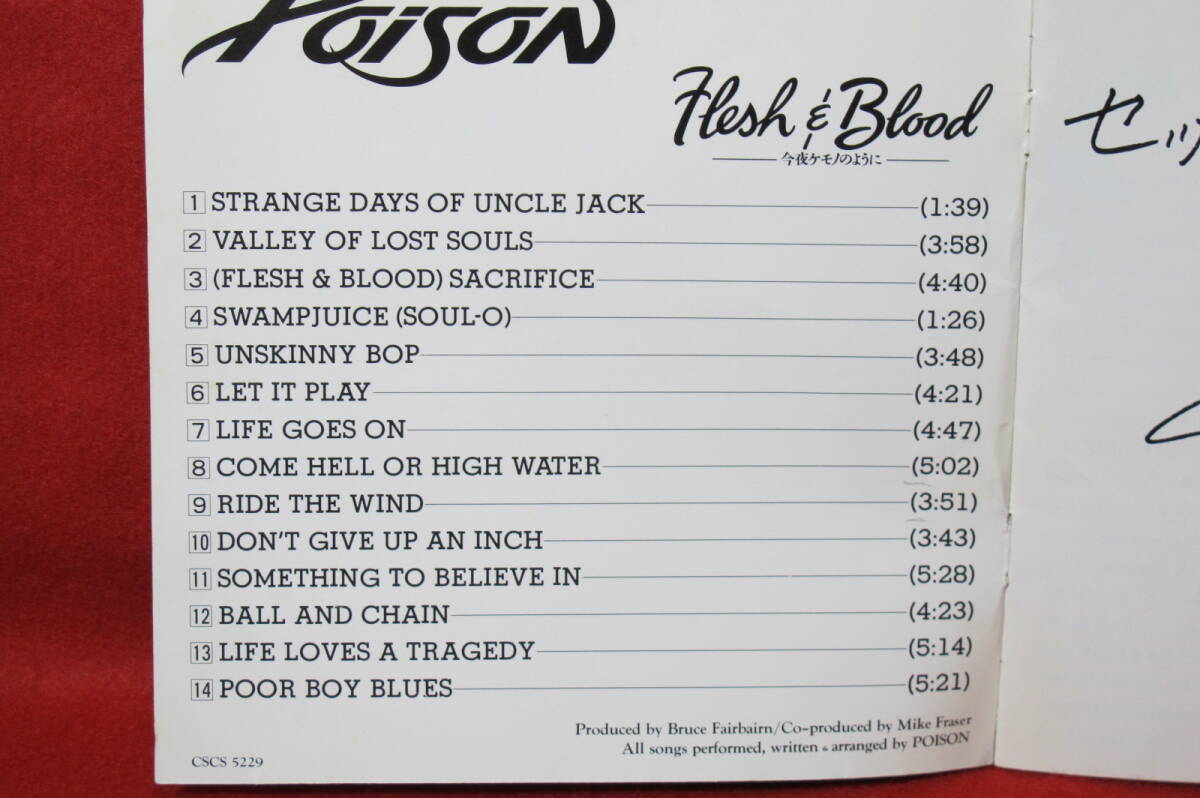 POISON
Flesh & Blood
今夜ケモノのように
1 STRANGE DAYS OF UNCLE JACK (1:39)
2 VALLEY OF LOST SOULS (3:58)
3 (FLESH & BLOOD) SACRIFICE (4:40)
4 SWAMPJUICE (SOUL-O) (1:26)
5 UNSKINNY BOP (3:48)
6 LET IT PLAY (4:21)
7 LIFE GOES ON (4:47)
8 COME HELL OR HIGH WATER (5:02)
9 RIDE THE WIND (3:51)
10 DON'T GIVE UP AN INCH (3:43)
11 SOMETHING TO BELIEVE IN (5:28)
12 BALL AND CHAIN (4:23)
13 LIFE LOVES A TRAGEDY (5:14)
14 POOR BOY BLUES (5:21)
Produced by Bruce Fairbairn/Co-produced by Mike Fraser
All songs performed, written & arranged by POISON
CSCS 5229
セッ